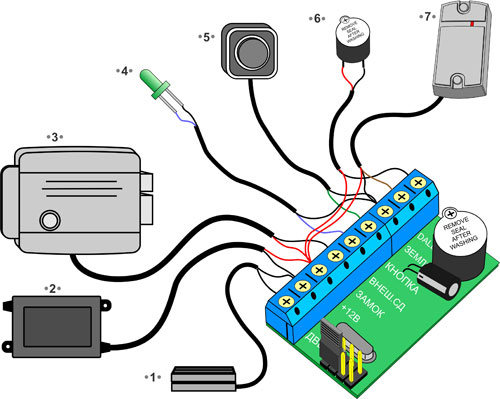 •6•
•7•
•5•
•4•
REMOVE
SEAL
AFTER
WASHING
•3•
REMOVE
SEAL
AFTER
WASHING
DAL
ЗЕМЛ
КНОПКА
ВНЕШ СД
ЗАМОК
+12В
ДВ
•2•
•1•